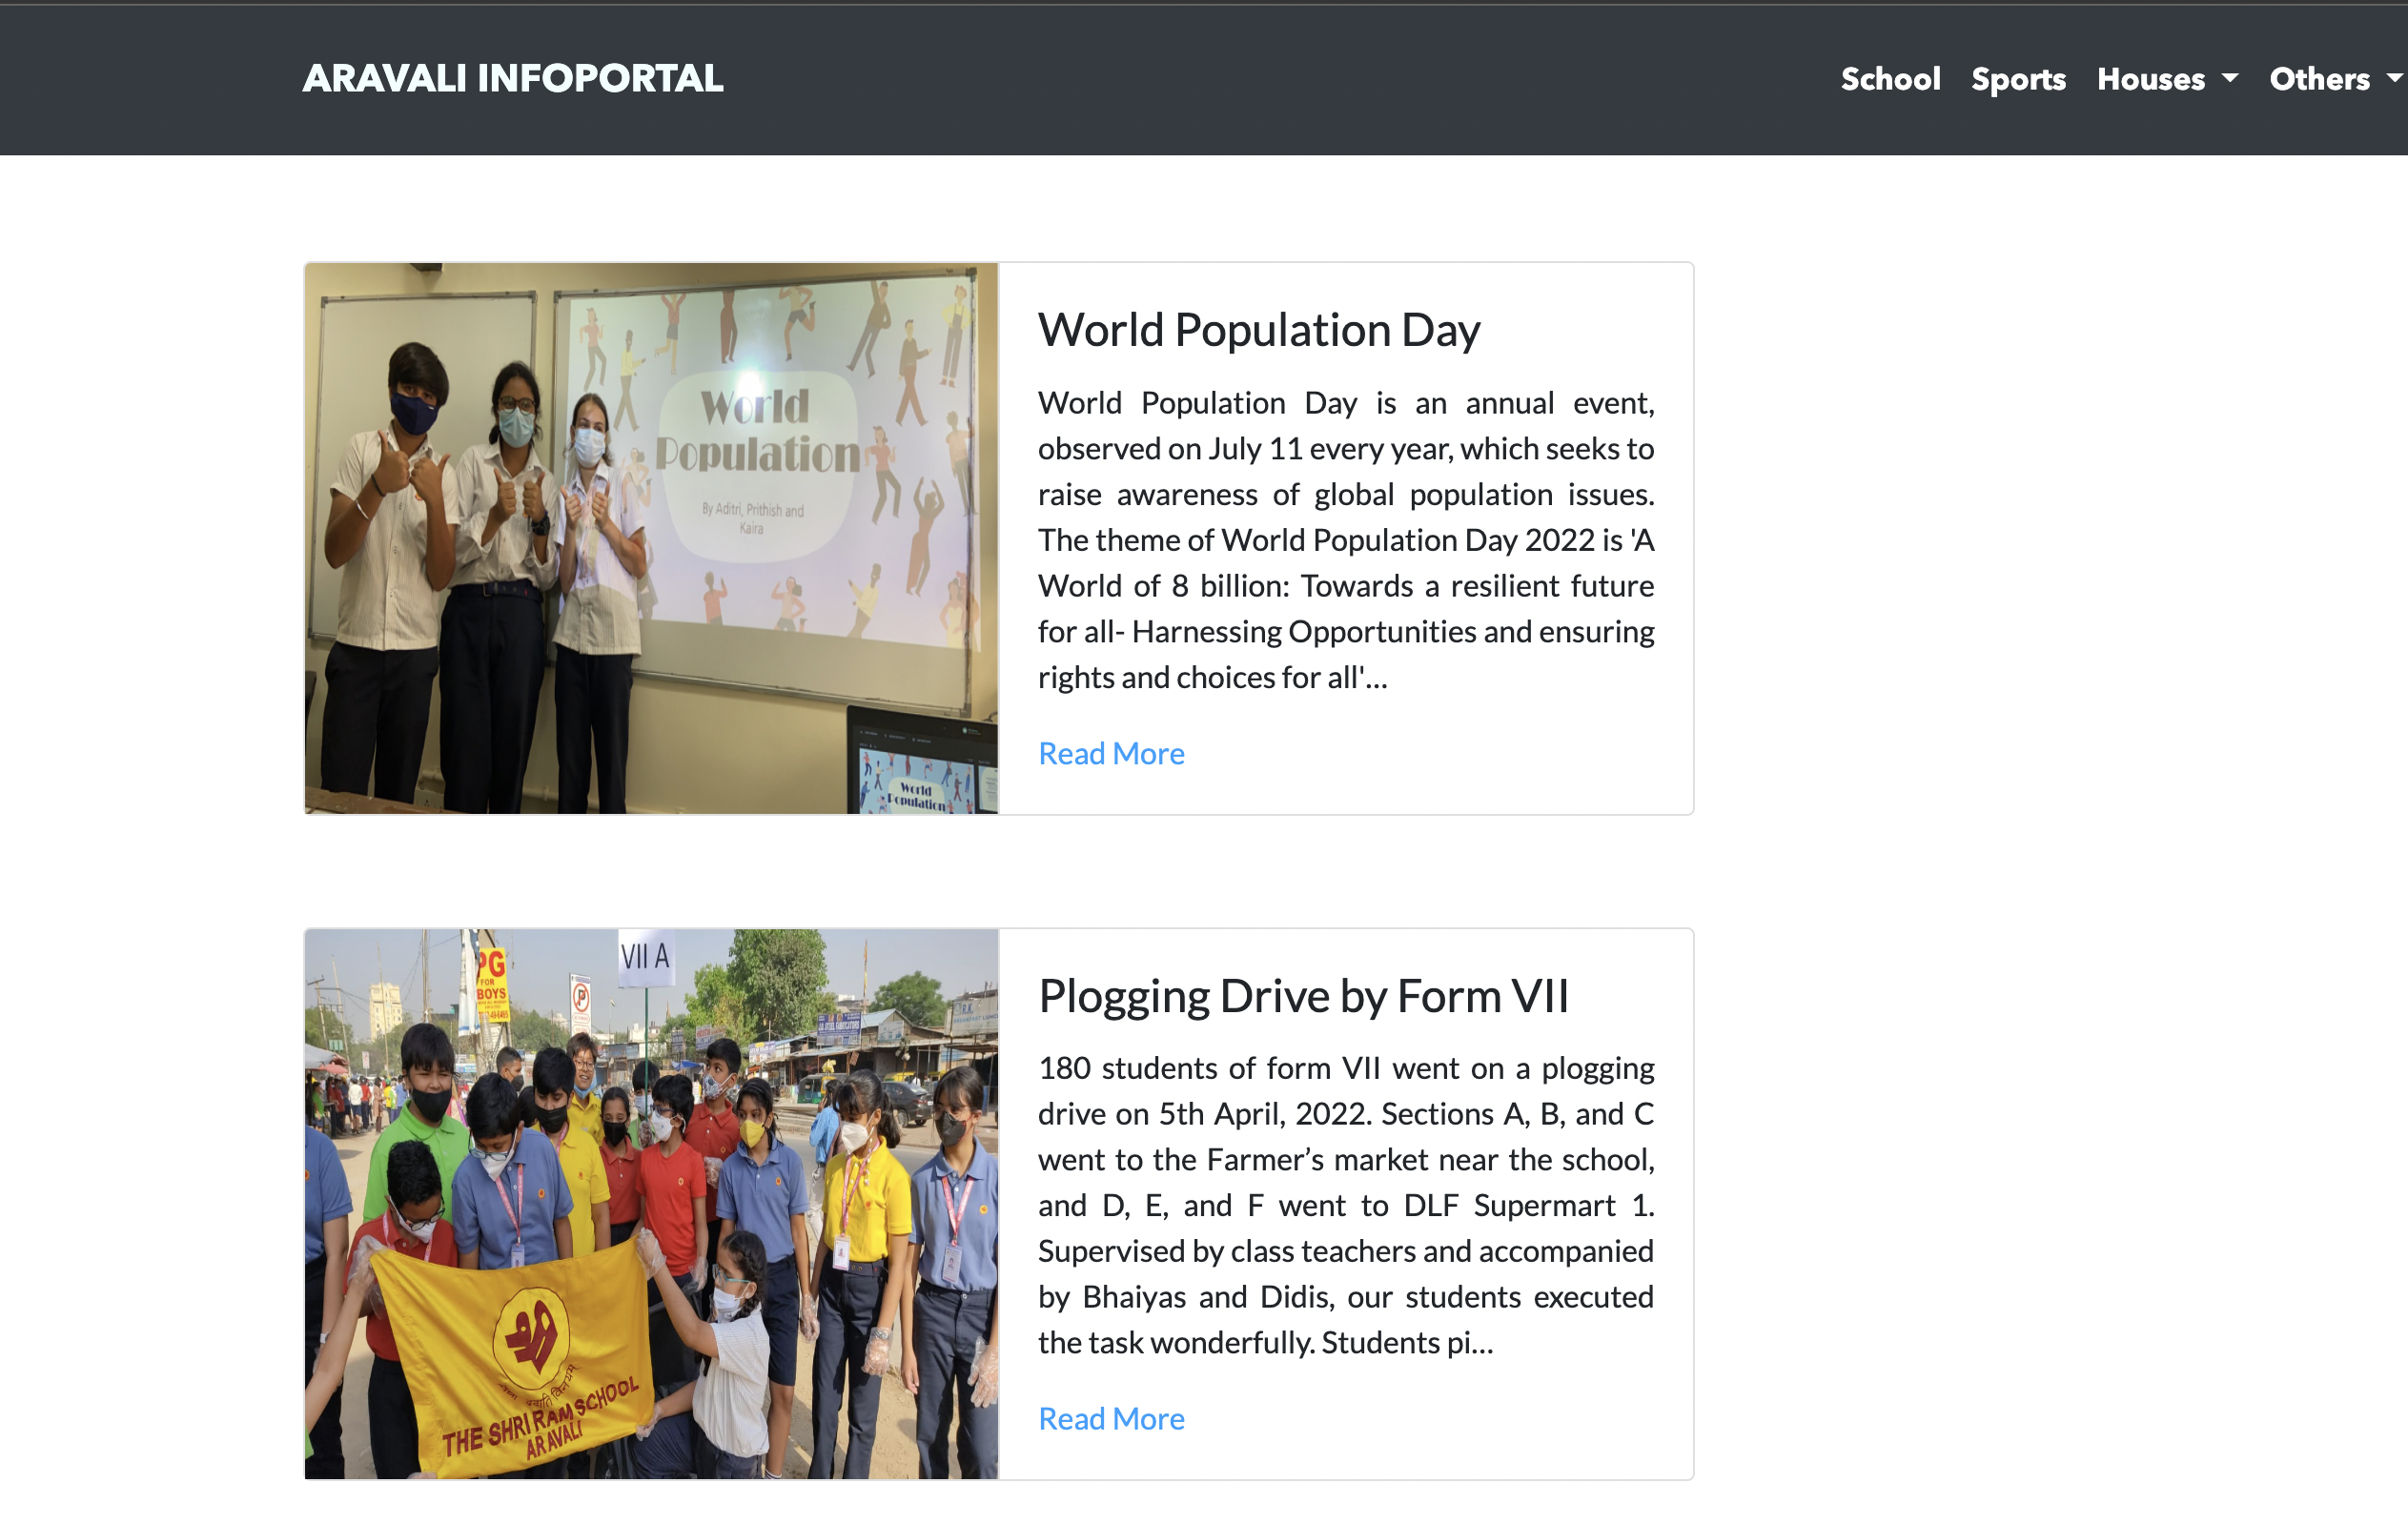 ARAVALI INFOPORTAL
School Sports Houses Others
World
Population
By Aditri, Prithish and
Kaira
World
Population
World Population Day
World Population Day is an annual event,
observed on July 11 every year, which seeks to
raise awareness of global population issues.
The theme of World Population Day 2022 is 'A
World of 8 billion: Towards a resilient future
for all- Harnessing Opportunities and ensuring
rights and choices for all'...
Read More
VII A
PG
FOR
BOYS
THE SHRI RAM SCHOOL
ARAVALI
Plogging Drive by Form VII
180 students of form VII went on a plogging
drive on 5th April, 2022. Sections A, B, and C
went to the Farmer’s market near the school,
and D, E, and F went to DLF Supermart 1.
Supervised by class teachers and accompanied
by Bhaiyas and Didis, our students executed
the task wonderfully. Students pi...
Read More